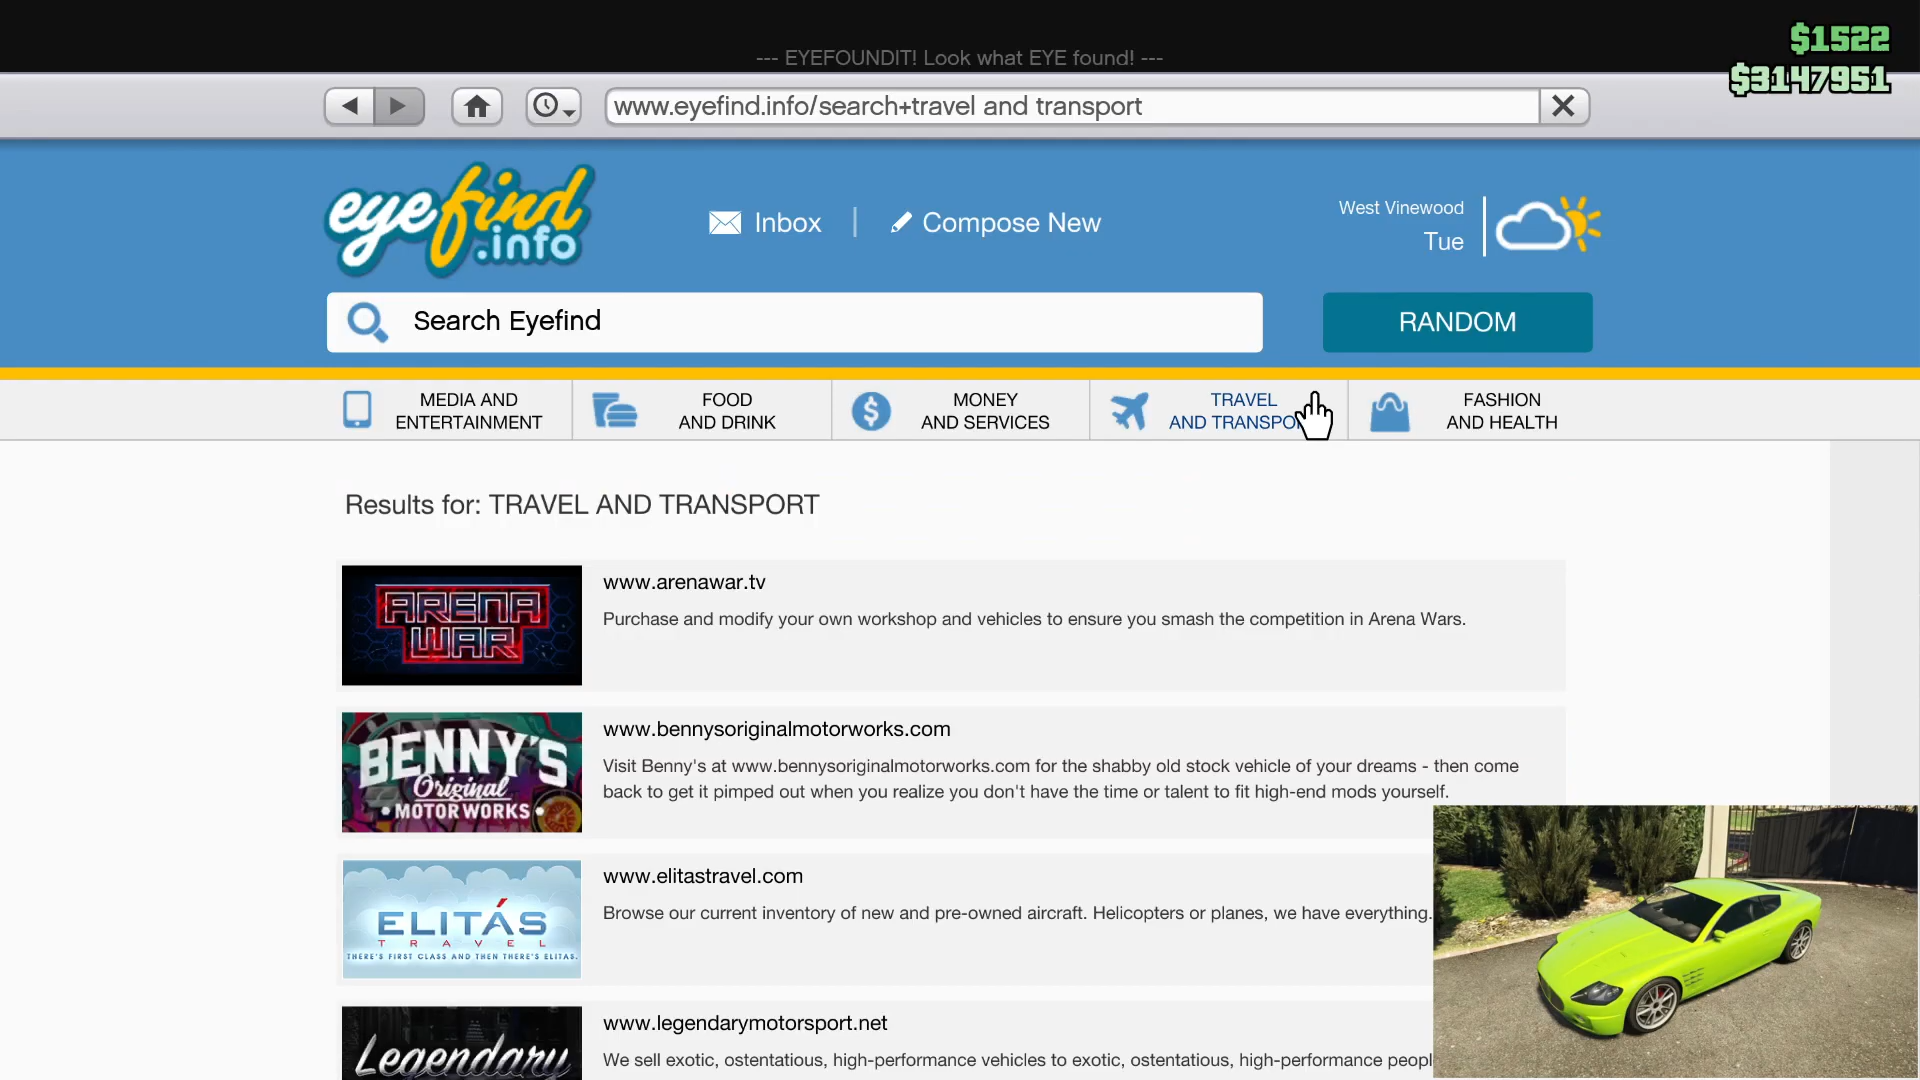 --- EYEFOUNDIT! Look what EYE found! ---
$1522
$3147951
www.eyefind.info/search+travel and transport
eyefind
.info
Inbox
Compose New
West Vinewood
Tue
Search Eyefind
RANDOM
MEDIA AND
ENTERTAINMENT
FOOD
AND DRINK
MONEY
AND SERVICES
TRAVEL
AND TRANSPO
FASHION
AND HEALTH
Results for: TRAVEL AND TRANSPORT
ARENA
WAR
www.arenawar.tv
Purchase and modify your own workshop and vehicles to ensure you smash the competition in Arena Wars.
BENNY'S
Original
MOTOR WORKS
www.bennysoriginalmotorworks.com
Visit Benny's at www.bennysoriginalmotorworks.com for the shabby old stock vehicle of your dreams - then come
back to get it pimped out when you realize you don't have the time or talent to fit high-end mods yourself.
ELITÁS
TRAVEL
THERE'S FIRST CLASS AND THEN THERE'S ELITAS.
www.elitastravel.com
Browse our current inventory of new and pre-owned aircraft. Helicopters or planes, we have everything.
Legendary
www.legendarymotorsport.net
We sell exotic, ostentatious, high-performance vehicles to exotic, ostentatious, high-performance peopl